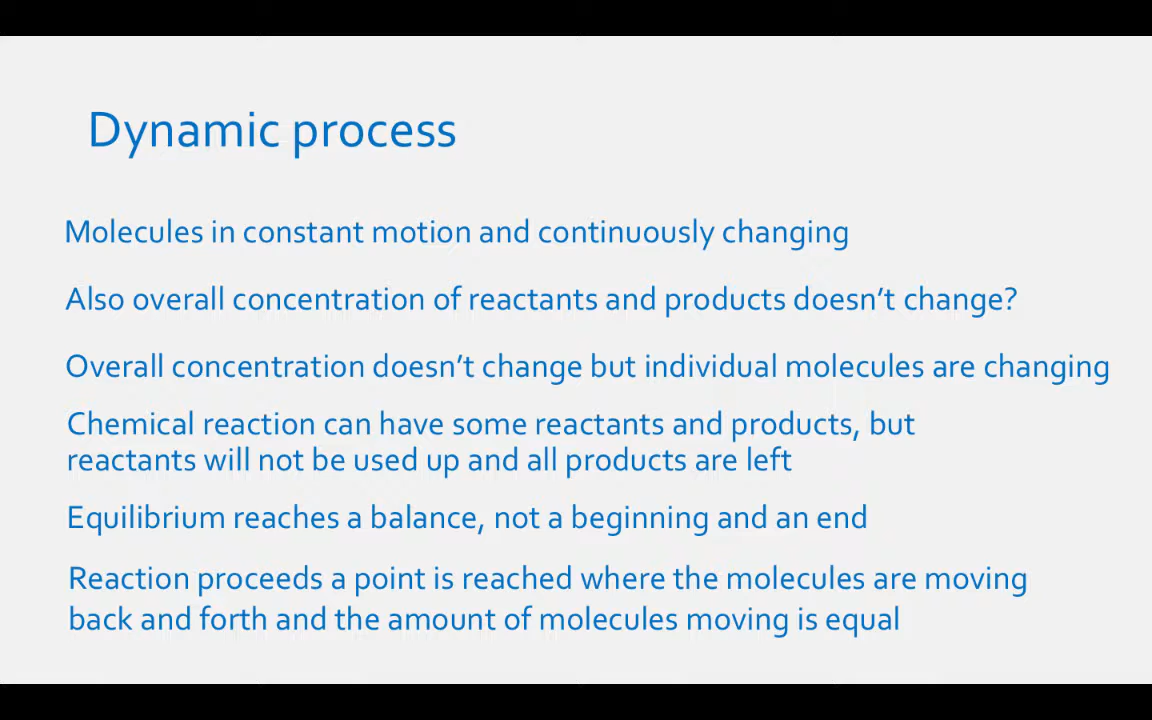 Dynamic process
Molecules in constant motion and continuously changing
Also overall concentration of reactants and products doesn’t change?
Overall concentration doesn’t change but individual molecules are changing
Chemical reaction can have some reactants and products, but
reactants will not be used up and all products are left
Equilibrium reaches a balance, not a beginning and an end
Reaction proceeds a point is reached where the molecules are moving
back and forth and the amount of molecules moving is equal